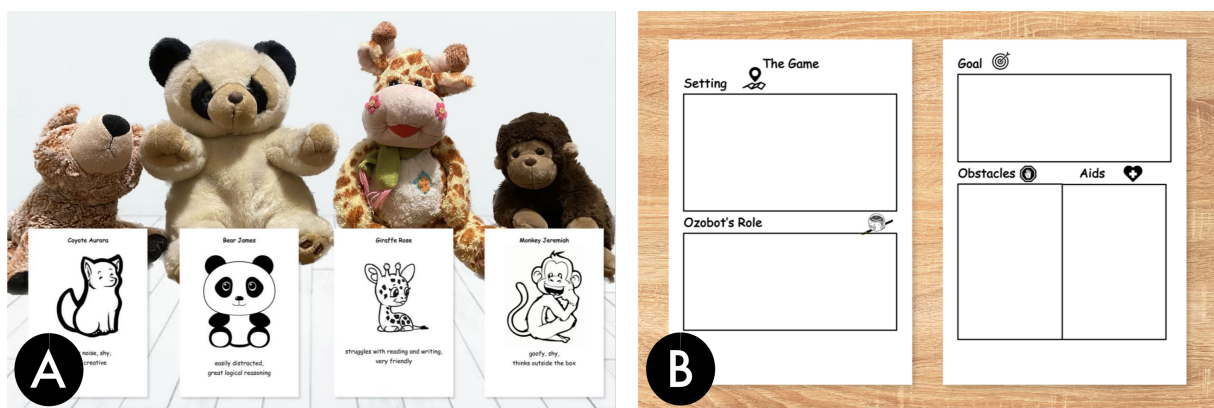 Coyote Aurora
noise, shy,
creative
Bear James
easily distracted,
great logical reasoning
Giraffe Rose
struggles with reading and writing,
very friendly
Monkey Jeremiah
goofy, shy,
thinks outside the box
A
The Game
Setting
Ozobot's Role
Goal
Obstacles
Aids
B